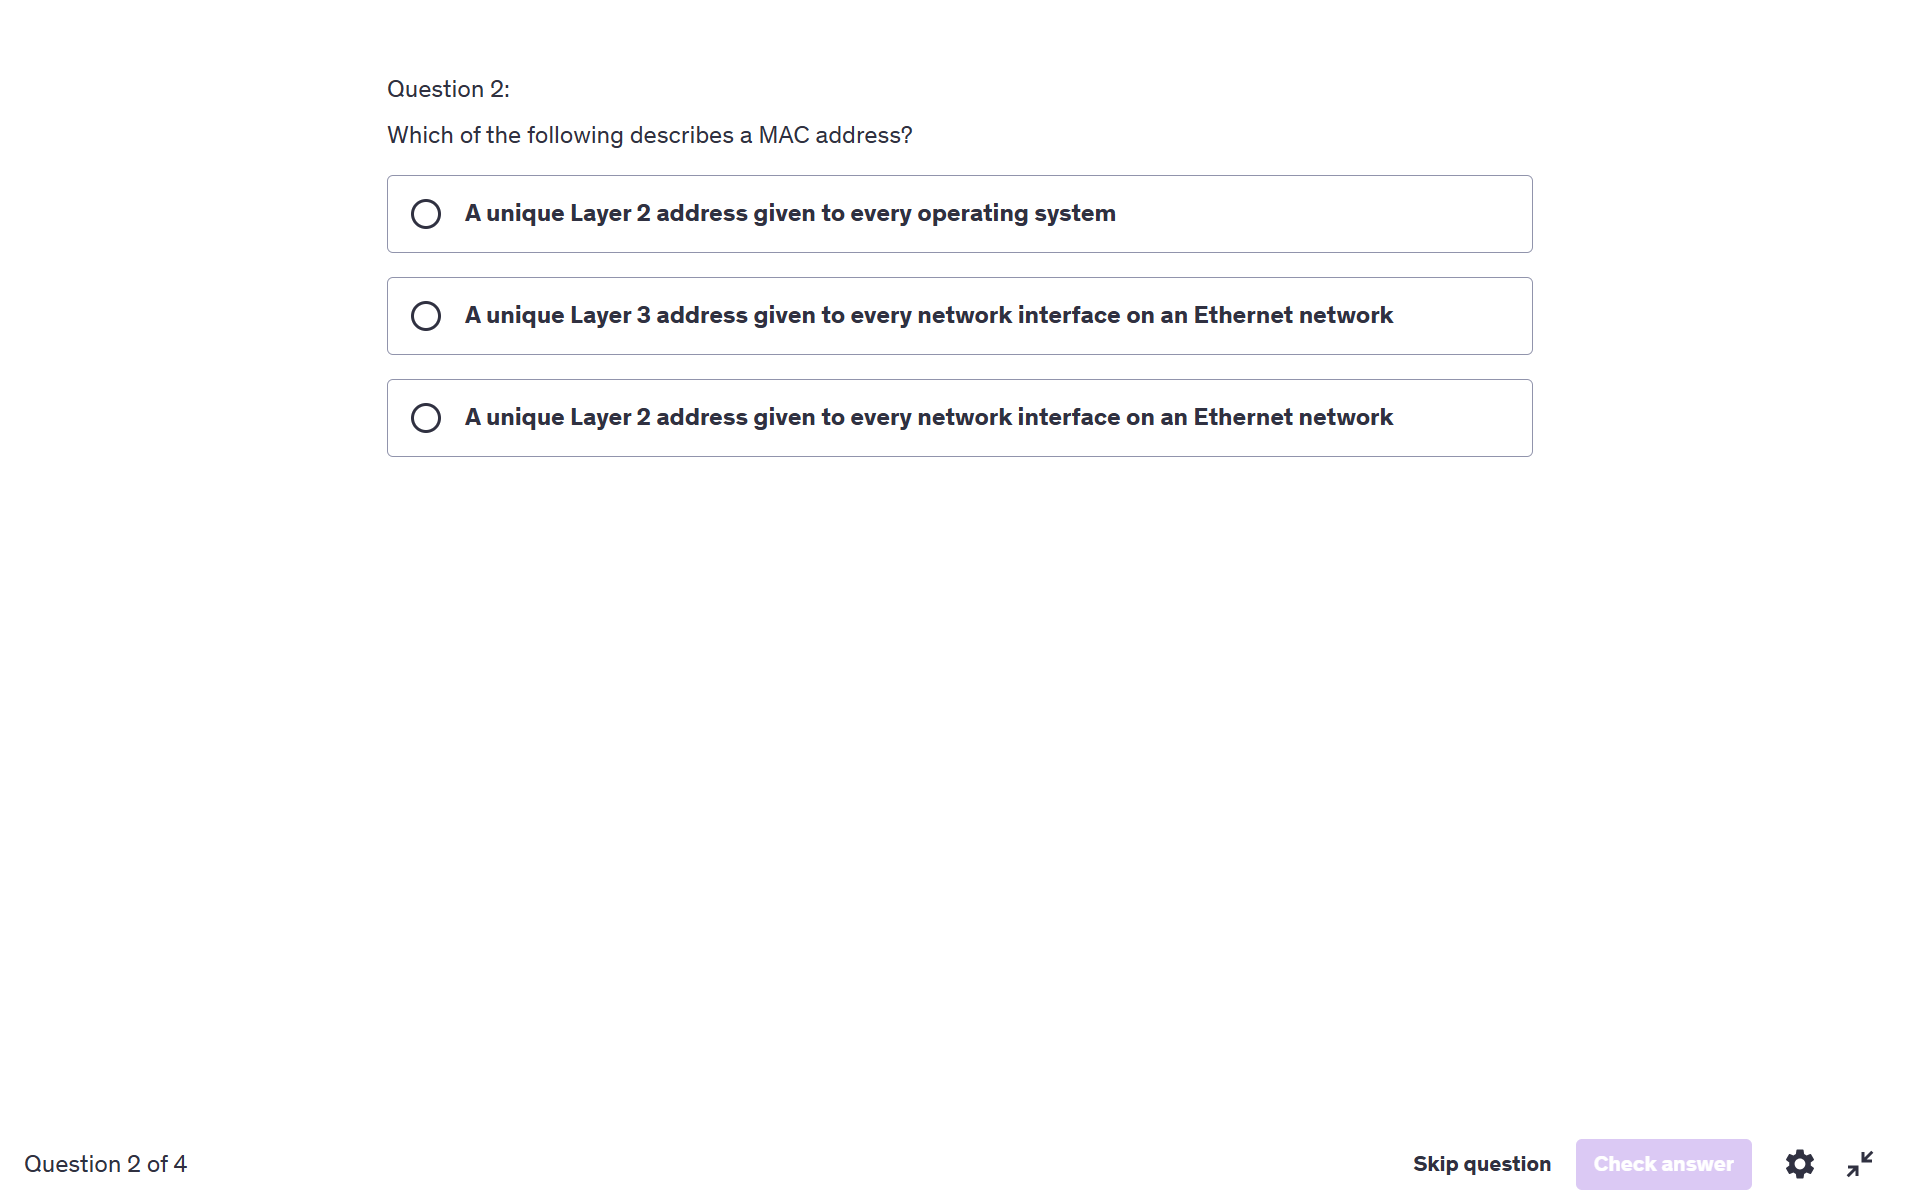 Question 2:
Which of the following describes a MAC address?
A unique Layer 2 address given to every operating system
A unique Layer 3 address given to every network interface on an Ethernet network
A unique Layer 2 address given to every network interface on an Ethernet network
Question 2 of 4
Skip question
Check answer